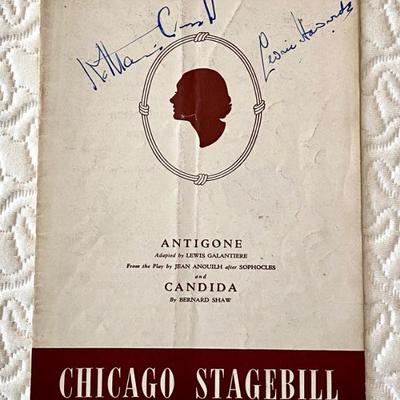 ANTIGONE
Adapted by LEWIS GALANTIERE
From the Play by JEAN ANOUILH after SOPHOCLES
and
CANDIDA
By BERNARD SHAW
CHICAGO STAGEBILL